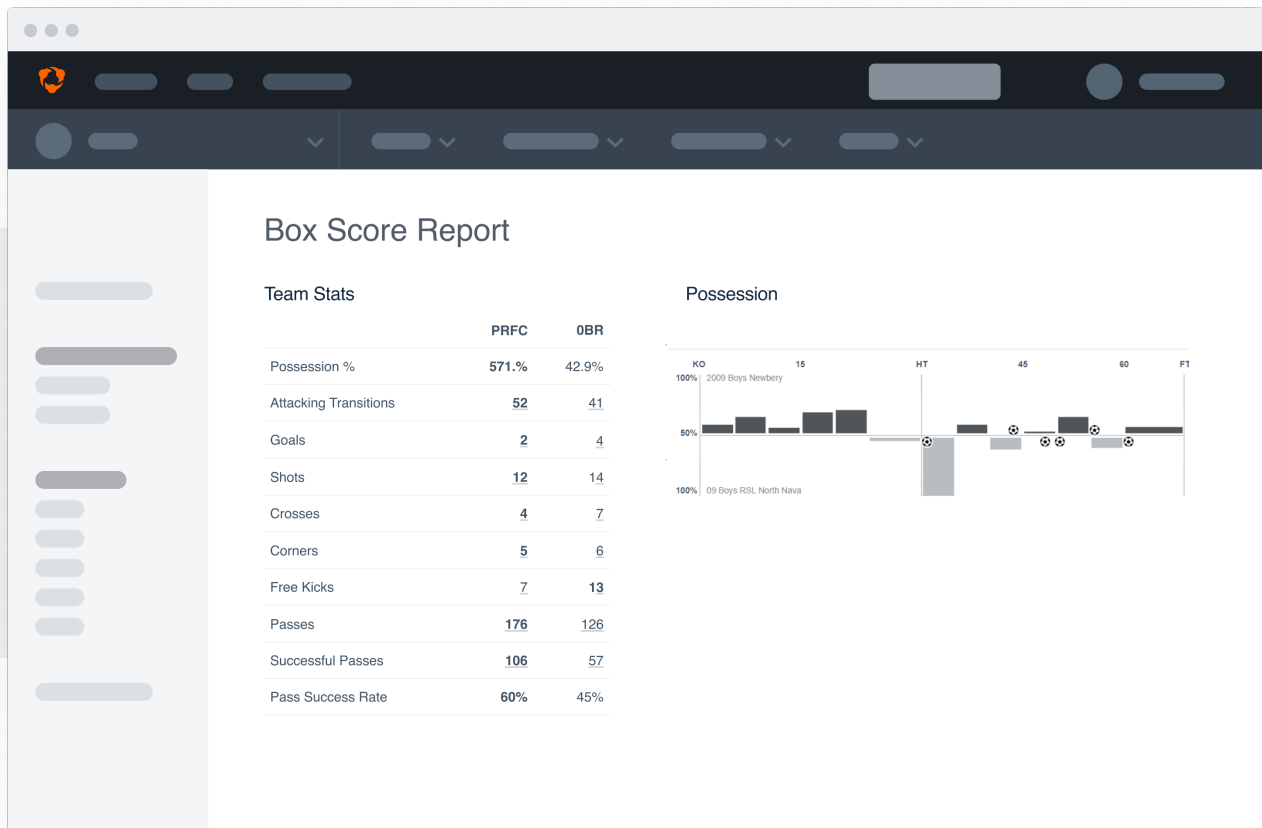 Box Score Report
Team Stats
PRFC 0BR
Possession % 571.% 42.9%
Attacking Transitions 52 41
Goals 2 4
Shots 12 14
Crosses 4 7
Corners 5 6
Free Kicks 7 13
Passes 176 126
Successful Passes 106 57
Pass Success Rate 60% 45%
Possession
KO 15 HT 45 60 FT
100% 2009 Boys Newbery
50%
100% 09 Boys RSL North Nava